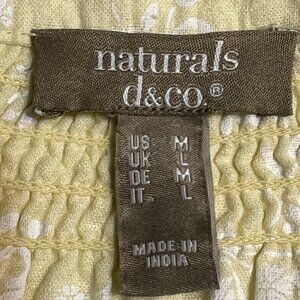 naturals
d&co.®
US M
UK L
DE M
IT L
MADE IN
INDIA